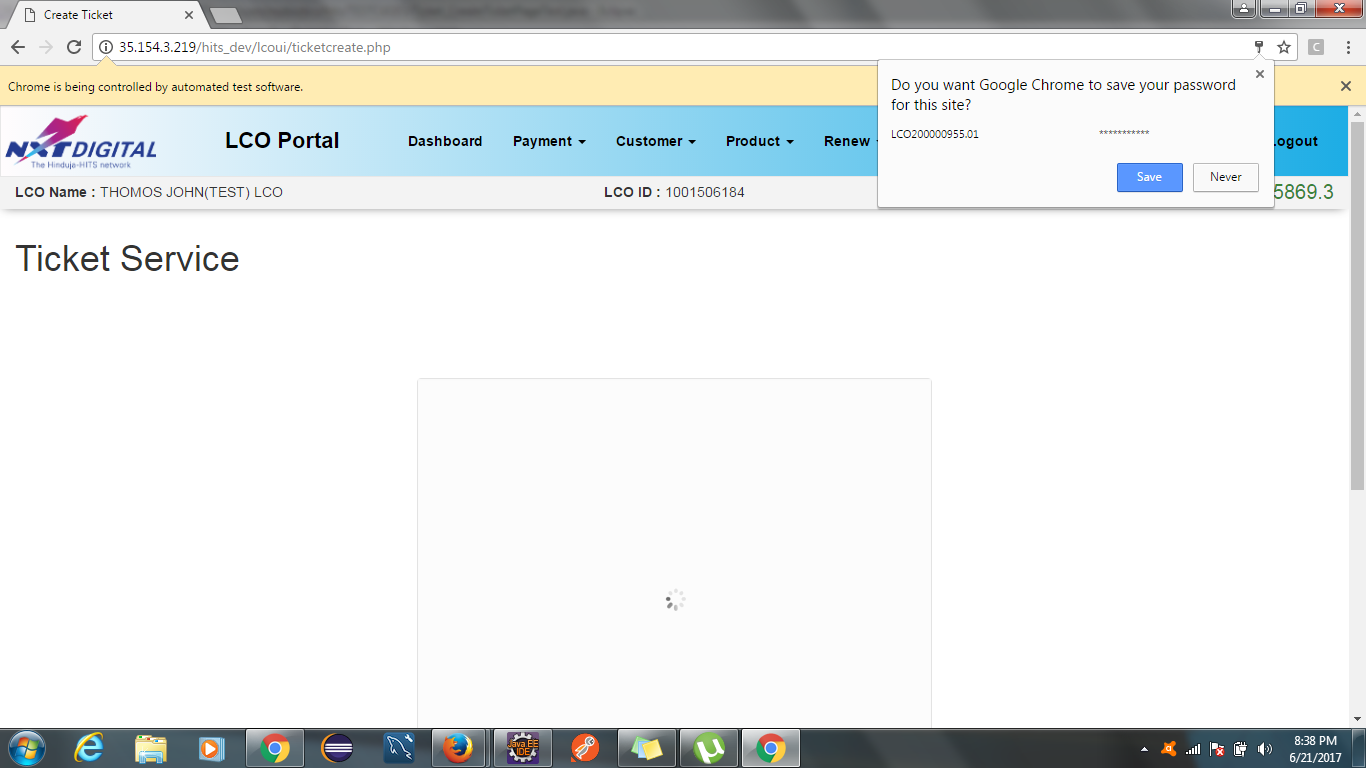 Create Ticket
35.154.3.219/hits_dev/lcoui/ticketcreate.php
C
Chrome is being controlled by automated test software.
Do you want Google Chrome to save your password
for this site?
LCO200000955.01 ***********
Save Never
NXTDIGITAL
The Hinduja-HITS network
LCO Portal Dashboard Payment Customer Product Renew Logout
LCO Name : THOMOS JOHN(TEST) LCO LCO ID : 1001506184 5869.3
Ticket Service
Java EE
IDE
8:38 PM
6/21/2017